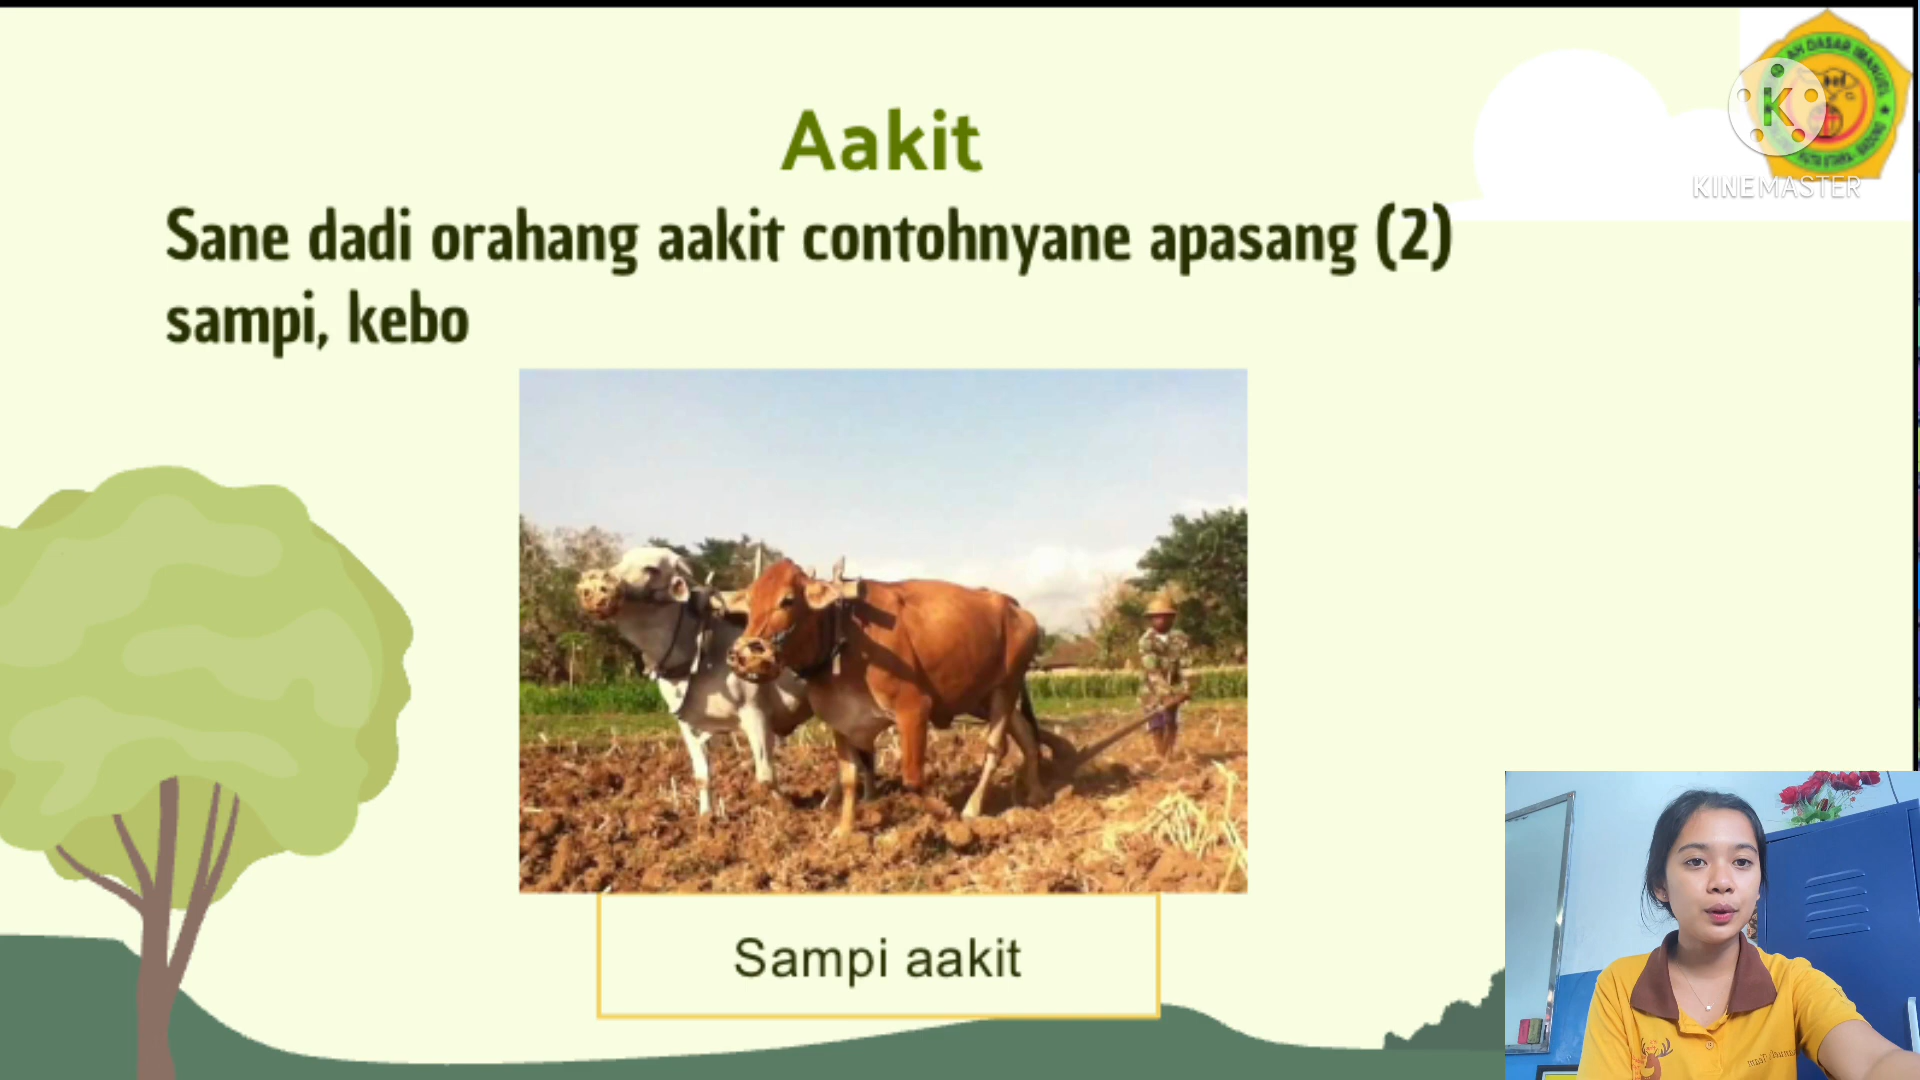 Aakit
Sane dadi orahang aakit contohnyane apasang (2)
sampi, kebo
Sampi aakit
KINEMASTER
K